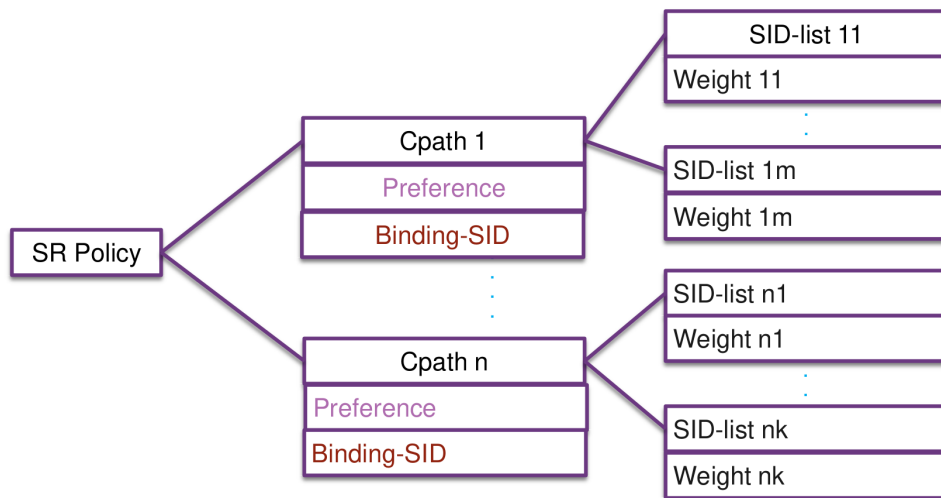 SR Policy
Cpath 1
Preference
Binding-SID
Cpath n
Preference
Binding-SID
SID-list 11
Weight 11
SID-list 1m
Weight 1m
SID-list n1
Weight n1
SID-list nk
Weight nk